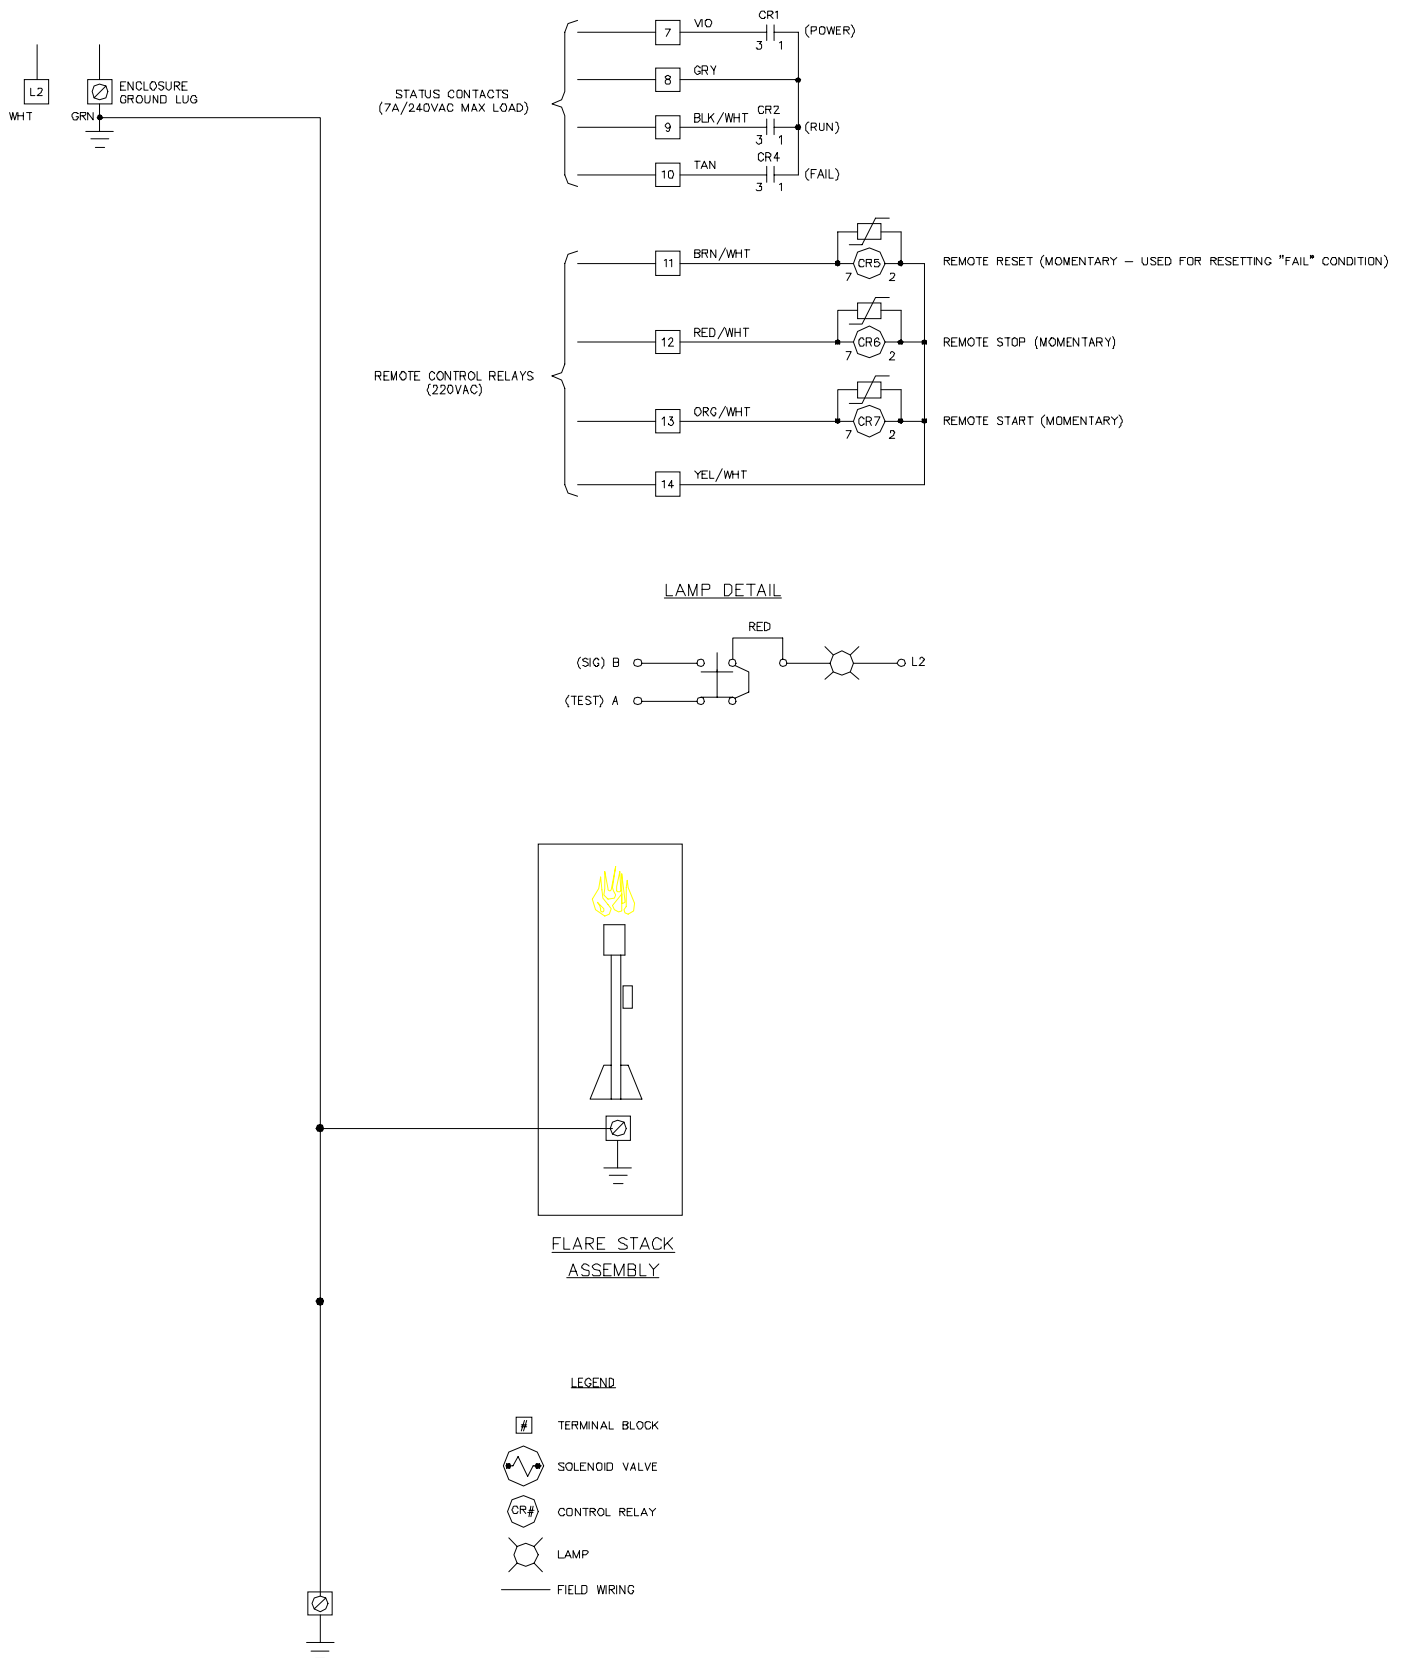 L2
WHT
ENCLOSURE
GROUND LUG
GRN
STATUS CONTACTS
(7A/240VAC MAX LOAD)
7 VIO CR1 (POWER)
3 1
8 GRY
9 BLK/WHT CR2 (RUN)
3 1
10 TAN CR4 (FAIL)
3 1
REMOTE CONTROL RELAYS
(220VAC)
11 BRN/WHT CR5 REMOTE RESET (MOMENTARY – USED FOR RESETTING "FAIL" CONDITION)
7 2
12 RED/WHT CR6 REMOTE STOP (MOMENTARY)
7 2
13 ORG/WHT CR7 REMOTE START (MOMENTARY)
7 2
14 YEL/WHT
LAMP DETAIL
RED
(SIG) B L2
(TEST) A
FLARE STACK
ASSEMBLY
LEGEND
# TERMINAL BLOCK
SOLENOID VALVE
CR# CONTROL RELAY
LAMP
FIELD WIRING